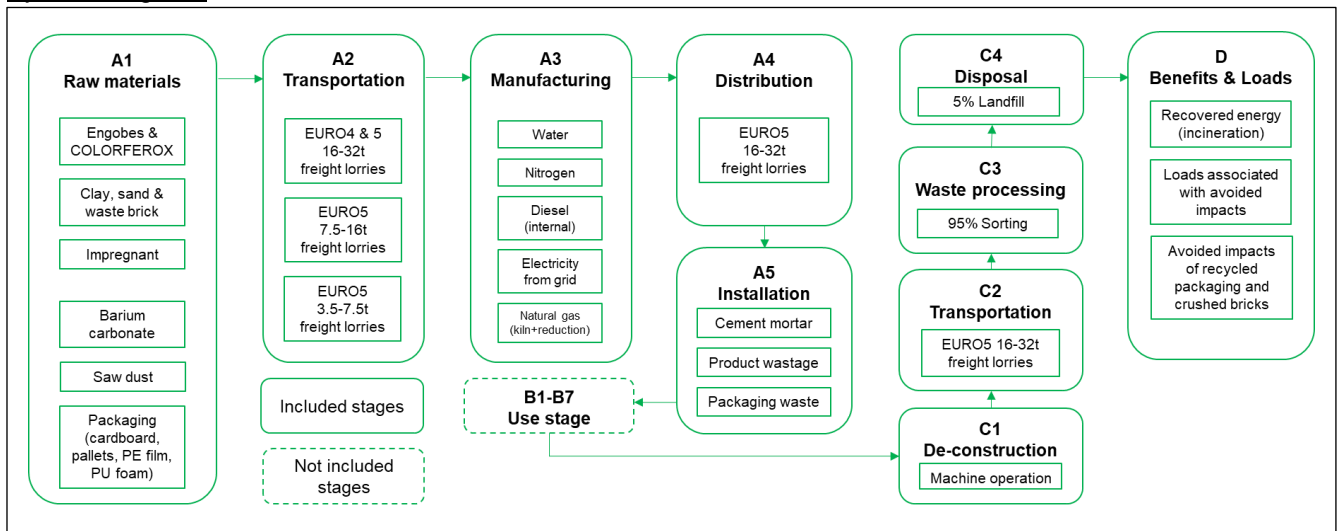 A1
Raw materials
Engobes &
COLORFEROX
Clay, sand &
waste brick
Impregnant
Barium
carbonate
Saw dust
Packaging
(cardboard,
pallets, PE film,
PU foam)
A2
Transportation
EURO4 & 5
16-32t
freight lorries
EURO5
7.5-16t
freight lorries
EURO5
3.5-7.5t
freight lorries
Included stages
Not included
stages
A3
Manufacturing
Water
Nitrogen
Diesel
(internal)
Electricity
from grid
Natural gas
(kiln+reduction)
A4
Distribution
EURO5
16-32t
freight lorries
A5
Installation
Cement mortar
Product wastage
Packaging waste
B1-B7
Use stage
C1
De-construction
Machine operation
C2
Transportation
EURO5 16-32t
freight lorries
C3
Waste processing
95% Sorting
C4
Disposal
5% Landfill
D
Benefits & Loads
Recovered energy
(incineration)
Loads associated
with avoided
impacts
Avoided impacts
of recycled
packaging and
crushed bricks